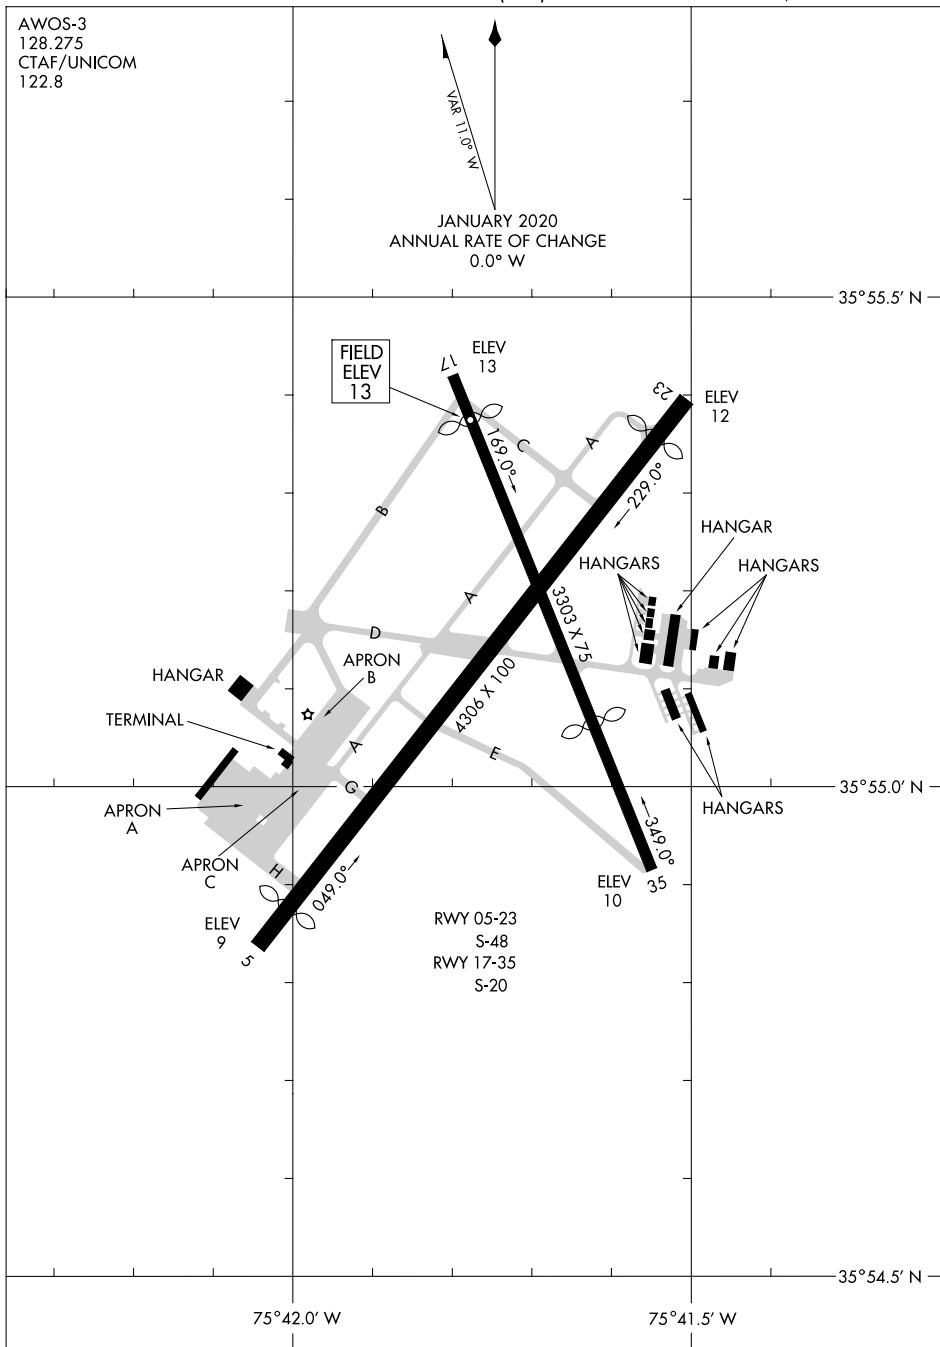 AWOS-3
128.275
CTAF/UNICOM
122.8
VAR 11.0° W
JANUARY 2020
ANNUAL RATE OF CHANGE
0.0° W
35°55.5' N
FIELD
ELEV
13
17
ELEV
13
23
ELEV
12
A
C
169.0°
229.0°
B
HANGAR
HANGARS
HANGARS
A
3303 X 75
D
APRON
B
HANGAR
4306 X 100
TERMINAL
A
E
G
35°55.0' N
APRON
A
HANGARS
APRON
C
H
049.0°
349.0°
ELEV
10
35
ELEV
9
5
RWY 05-23
S-48
RWY 17-35
S-20
35°54.5' N
75°42.0' W
75°41.5' W